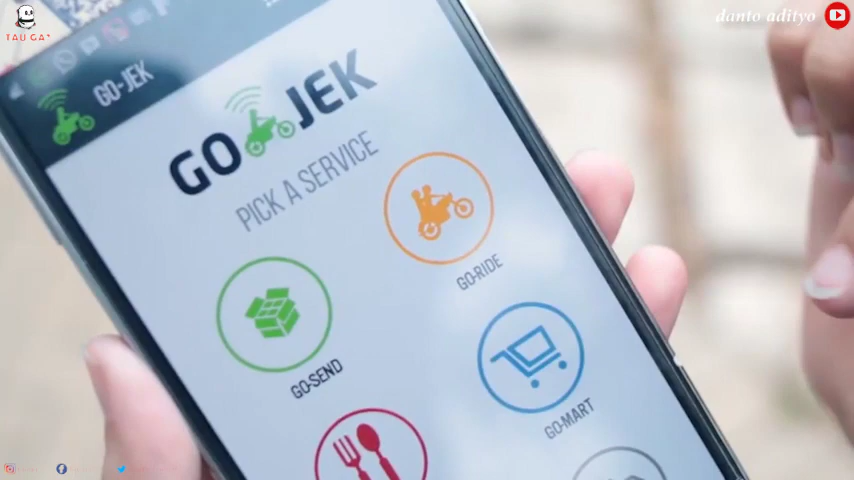 danto adityo
TAU GA
GO-JEK
GO JEK
PICK A SERVICE
GO-RIDE
GO-SEND
GO-MART